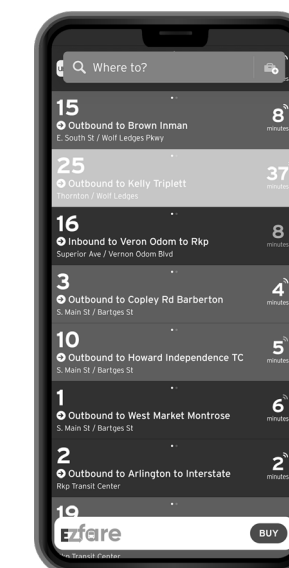 Where to?
15
Outbound to Brown Inman
E. South St / Wolf Ledges Pkwy
8
minutes
25
Outbound to Kelly Triplett
Thornton / Wolf Ledges
37
minutes
16
Inbound to Veron Odom to Rkp
Superior Ave / Vernon Odom Blvd
8
minutes
3
Outbound to Copley Rd Barberton
S. Main St / Bartges St
4
minutes
10
Outbound to Howard Independence TC
S. Main St / Bartges St
5
minutes
1
Outbound to West Market Montrose
S. Main St / Bartges St
6
minutes
2
Outbound to Arlington to Interstate
Rkp Transit Center
2
minutes
19
EZfare
BUY
Rkp Transit Center